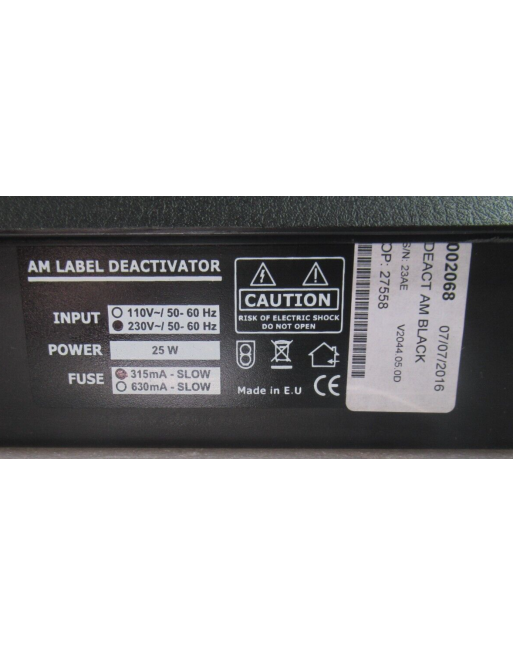 AM LABEL DEACTIVATOR
INPUT
110V~/ 50- 60 Hz
230V~/ 50- 60 Hz
POWER
25 W
FUSE
315mA - SLOW
630mA - SLOW
CAUTION
RISK OF ELECTRIC SHOCK
DO NOT OPEN
Made in E.U
CE
002068
07/07/2016
DEACT AM BLACK
S/N: 23AE
V2044.05.0D
OP: 27558